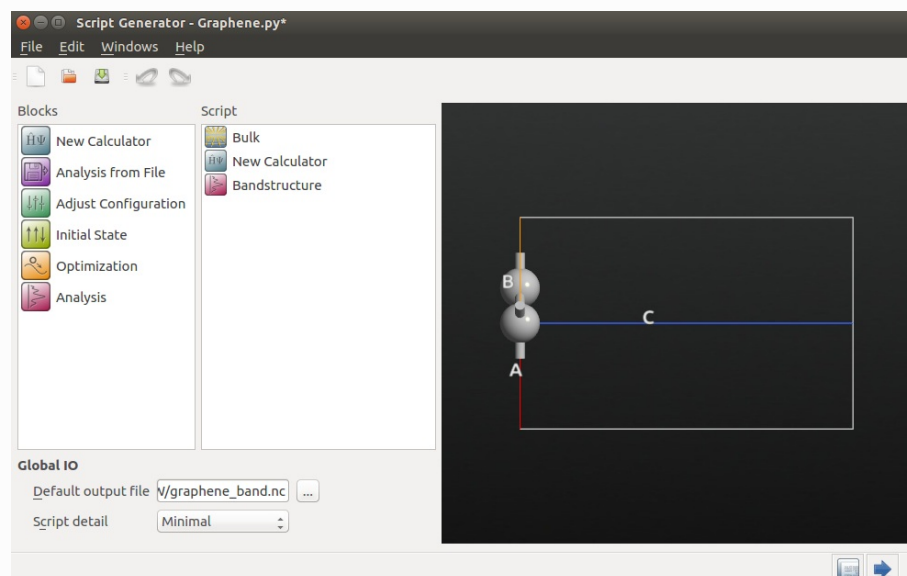 Script Generator - Graphene.py*
File Edit Windows Help
Blocks
New Calculator
Analysis from File
Adjust Configuration
Initial State
Optimization
Analysis
Script
Bulk
New Calculator
Bandstructure
B
C
A
Global IO
Default output file /graphene_band.nc ...
Script detail Minimal